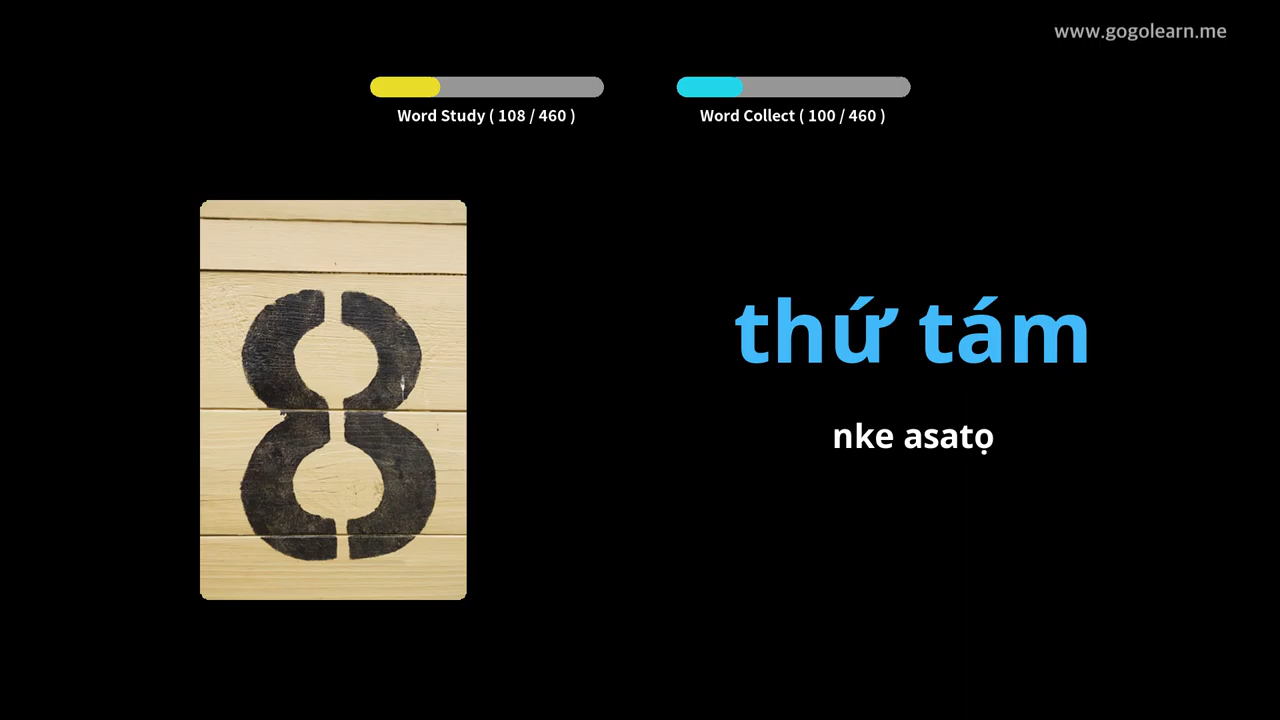 www.gogolearn.me
Word Study ( 108 / 460 )
Word Collect ( 100 / 460 )
8
thứ tám
nke asatọ